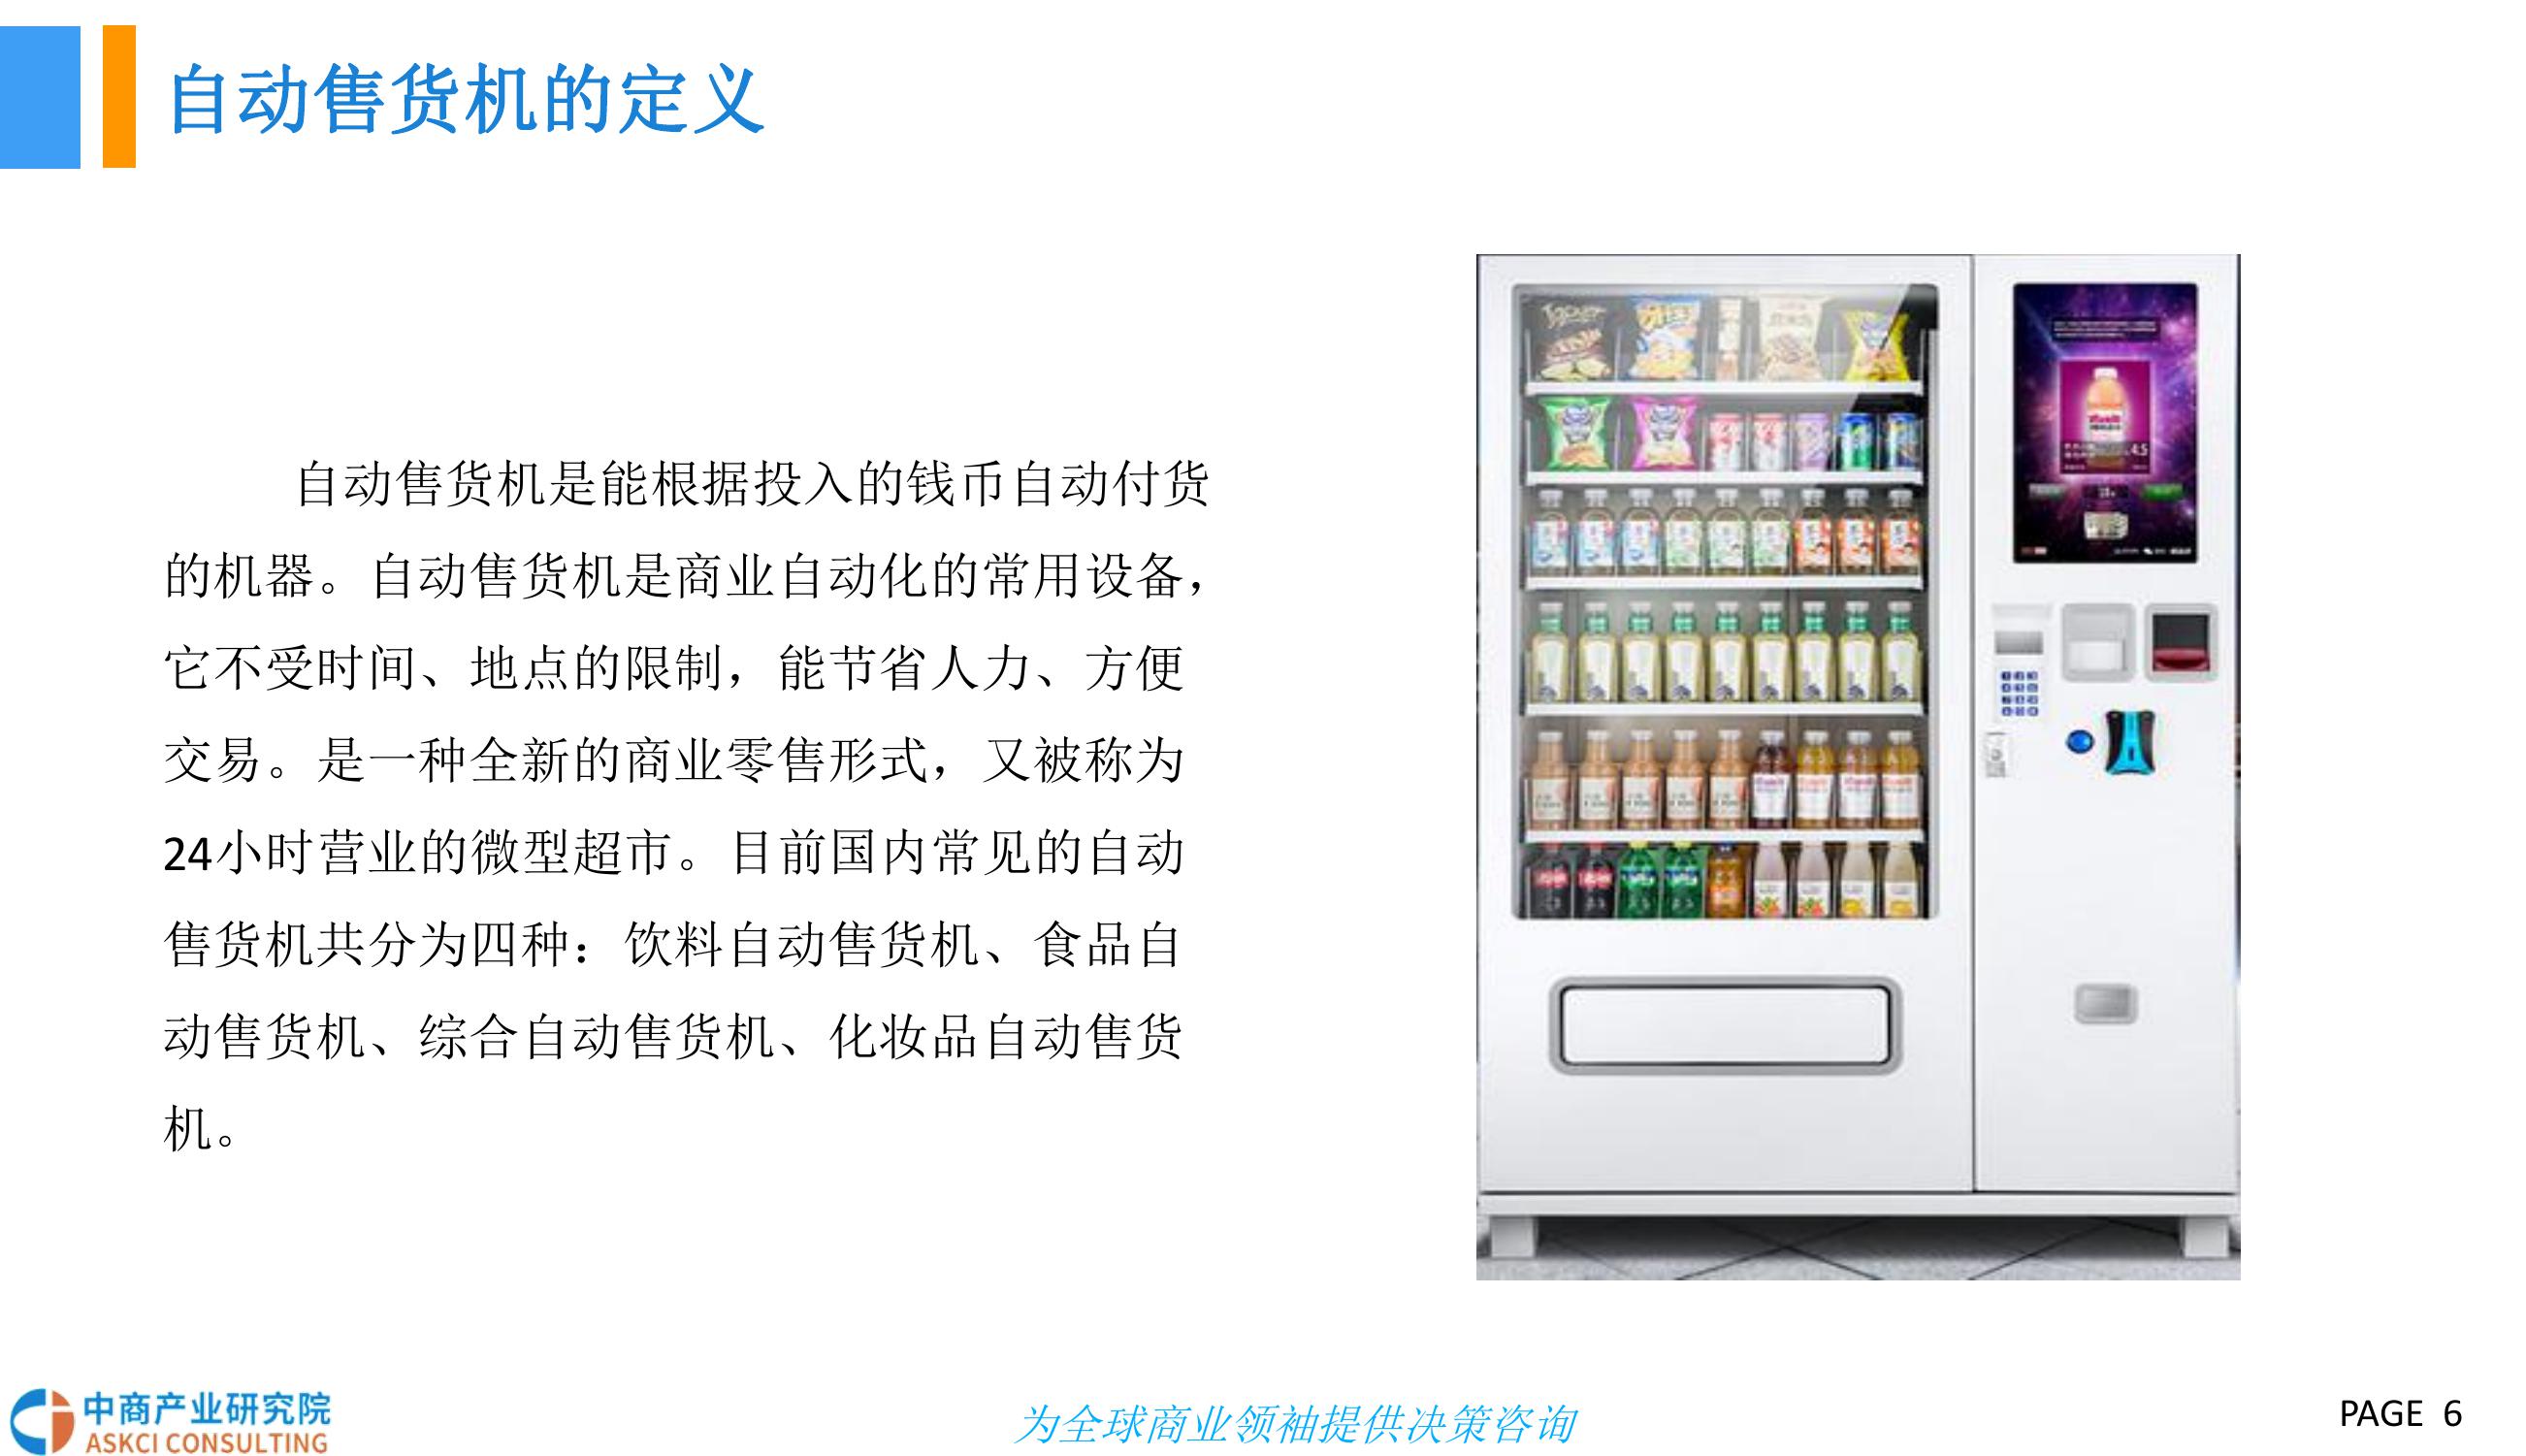 自动售货机的定义
自动售货机是能根据投入的钱币自动付货
的机器。自动售货机是商业自动化的常用设备，
它不受时间、地点的限制，能节省人力、方便
交易。是一种全新的商业零售形式，又被称为
24小时营业的微型超市。目前国内常见的自动
售货机共分为四种：饮料自动售货机、食品自
动售货机、综合自动售货机、化妆品自动售货
机。
中商产业研究院
ASKCI CONSULTING
为全球商业领袖提供决策咨询
PAGE 6